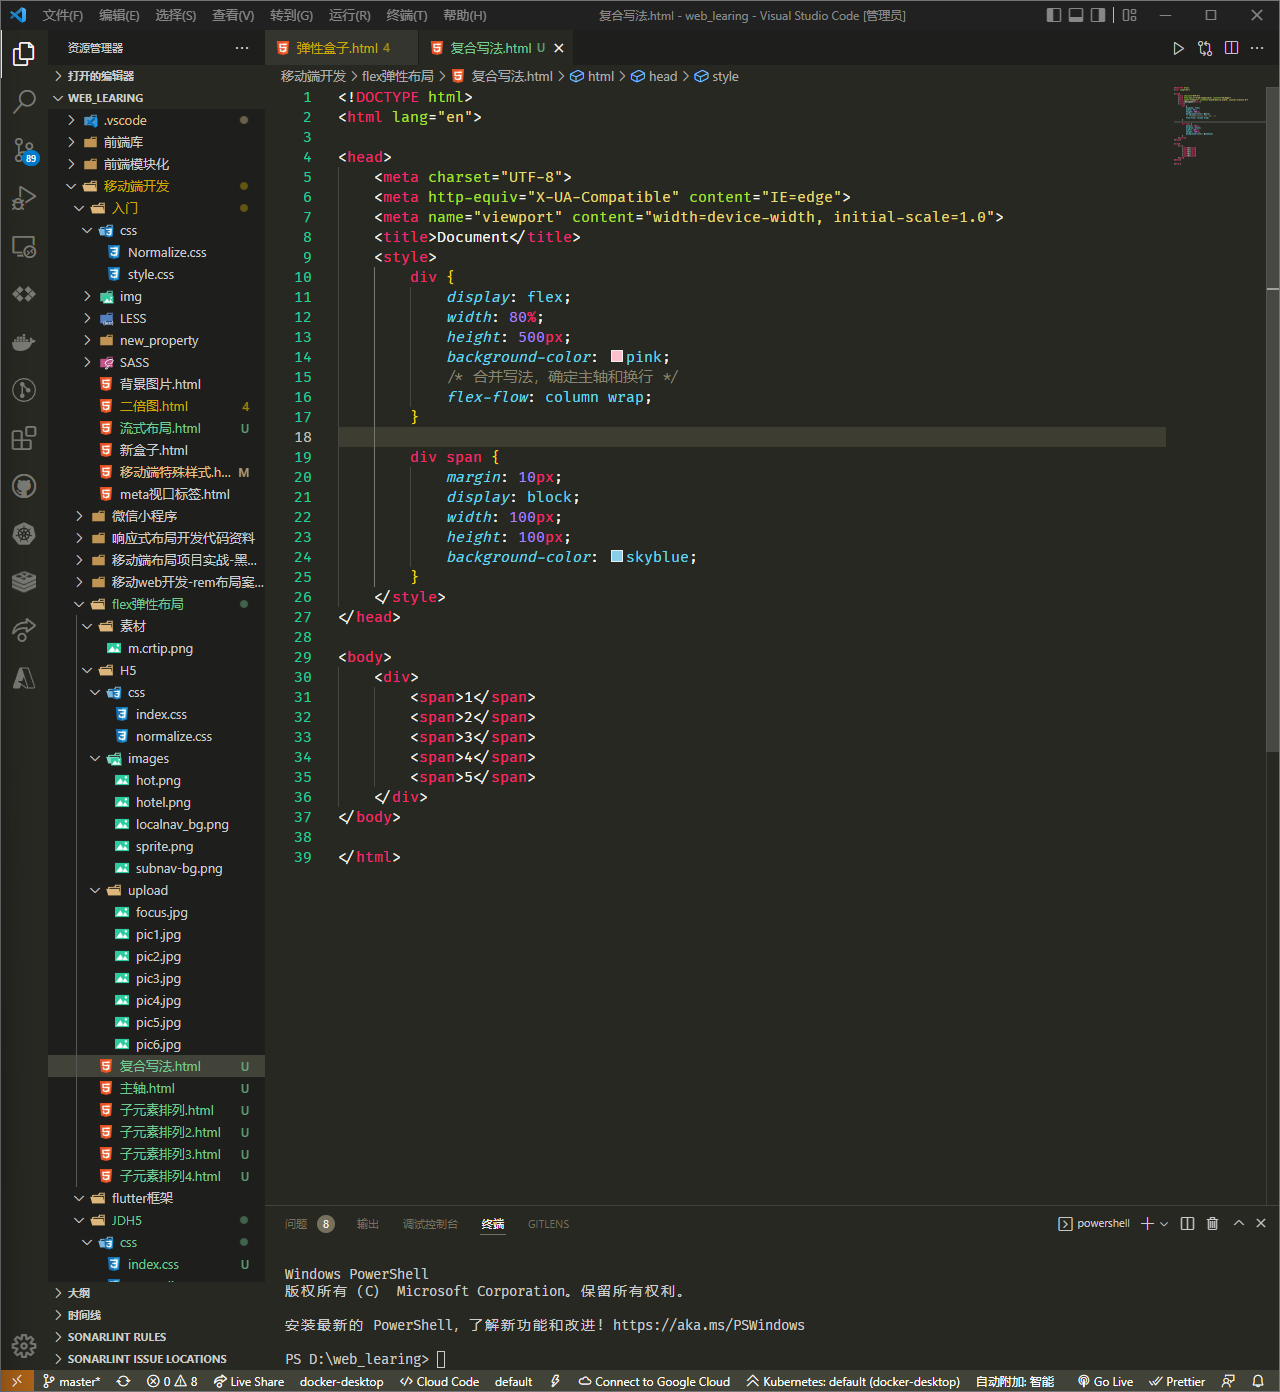 文件(F) 编辑(E) 选择(S) 查看(V) 转到(G) 运行(R) 终端(T) 帮助(H) 复合写法.html - web_learing - Visual Studio Code [管理员]
资源管理器
弹性盒子.html 4
复合写法.html U
移动端开发 > flex弹性布局 > 复合写法.html > html > head > style
打开的编辑器
WEB_LEARING
.vscode
前端库
前端模块化
移动端开发
入门
css
Normalize.css
style.css
img
LESS
new_property
SASS
背景图片.html
二倍图.html 4
流式布局.html U
新盒子.html
移动端特殊样式.h... M
meta视口标签.html
微信小程序
响应式布局开发代码资料
移动端布局项目实战-黑...
移动web开发-rem布局案...
flex弹性布局
素材
m.crtip.png
H5
css
index.css
normalize.css
images
hot.png
hotel.png
localnav_bg.png
sprite.png
subnav-bg.png
upload
focus.jpg
pic1.jpg
pic2.jpg
pic3.jpg
pic4.jpg
pic5.jpg
pic6.jpg
复合写法.html U
主轴.html U
子元素排列.html U
子元素排列2.html U
子元素排列3.html U
子元素排列4.html U
flutter框架
JDH5
css
index.css U
大纲
时间线
SONARLINT RULES
SONARLINT ISSUE LOCATIONS
89
1 <!DOCTYPE html>
2 <html lang="en">
3
4 <head>
5 <meta charset="UTF-8">
6 <meta http-equiv="X-UA-Compatible" content="IE=edge">
7 <meta name="viewport" content="width=device-width, initial-scale=1.0">
8 <title>Document</title>
9 <style>
10 div {
11 display: flex;
12 width: 80%;
13 height: 500px;
14 background-color: pink;
15 /* 合并写法，确定主轴和换行 */
16 flex-flow: column wrap;
17 }
18
19 div span {
20 margin: 10px;
21 display: block;
22 width: 100px;
23 height: 100px;
24 background-color: skyblue;
25 }
26 </style>
27 </head>
28
29 <body>
30 <div>
31 <span>1</span>
32 <span>2</span>
33 <span>3</span>
34 <span>4</span>
35 <span>5</span>
36 </div>
37 </body>
38
39 </html>
问题 8 输出 调试控制台 终端 GITLENS powershell
Windows PowerShell
版权所有 (C) Microsoft Corporation。保留所有权利。
安装最新的 PowerShell，了解新功能和改进！https://aka.ms/PSWindows
PS D:\web_learing>
master* 0 8 Live Share docker-desktop Cloud Code default Connect to Google Cloud Kubernetes: default (docker-desktop) 自动附加: 智能 Go Live Prettier